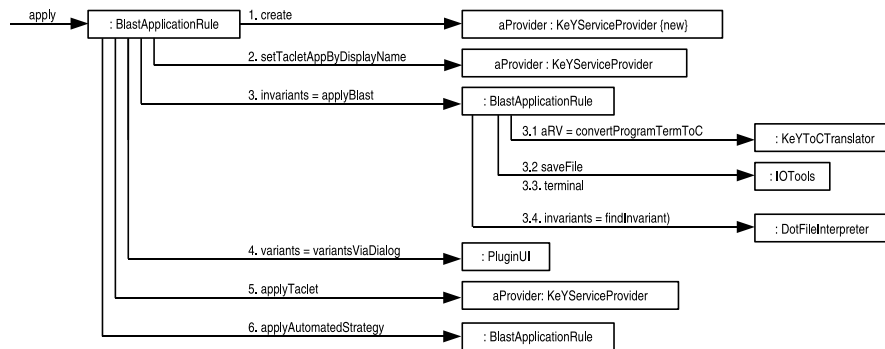 apply
: BlastApplicationRule
1. create
aProvider : KeYServiceProvider {new}
2. setTacletAppByDisplayName
aProvider : KeYServiceProvider
3. invariants = applyBlast
: BlastApplicationRule
3.1 aRV = convertProgramTermToC
: KeYToCTranslator
3.2 saveFile
3.3. terminal
: IOTools
3.4. invariants = findInvariant)
: DotFileInterpreter
4. variants = variantsViaDialog
: PluginUI
5. applyTaclet
aProvider: KeYServiceProvider
6. applyAutomatedStrategy
: BlastApplicationRule